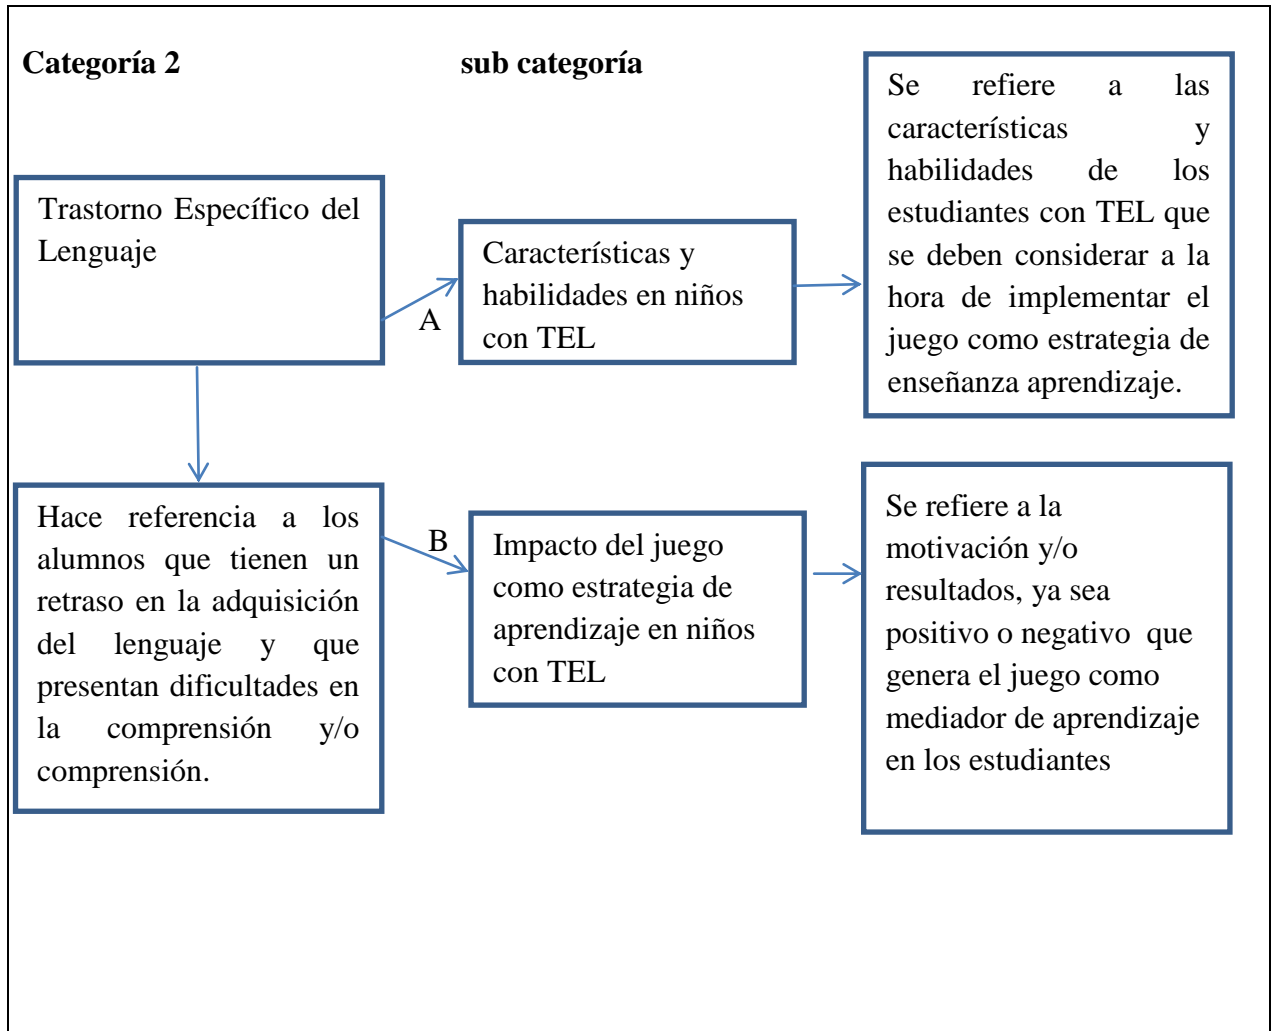 Categoría 2
sub categoría
Trastorno Específico del
Lenguaje
A
Características y
habilidades en niños
con TEL
Se refiere a las
características y
habilidades de los
estudiantes con TEL que
se deben considerar a la
hora de implementar el
juego como estrategia de
enseñanza aprendizaje.
Hace referencia a los
alumnos que tienen un
retraso en la adquisición
del lenguaje y que
presentan dificultades en
la comprensión y/o
comprensión.
B
Impacto del juego
como estrategia de
aprendizaje en niños
con TEL
Se refiere a la
motivación y/o
resultados, ya sea
positivo o negativo que
genera el juego como
mediador de aprendizaje
en los estudiantes